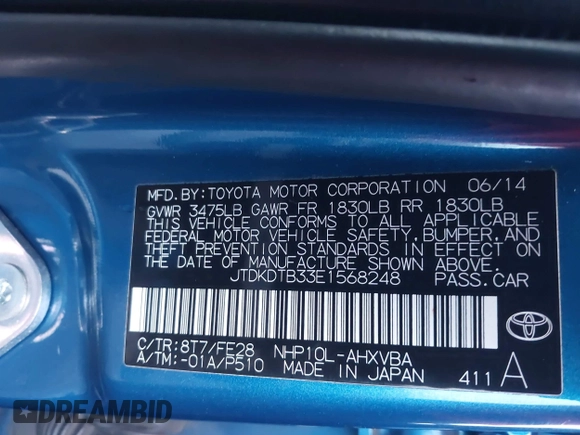 MFD.BY:TOYOTA MOTOR CORPORATION 06/14
GVWR 3475LB GAWR FR 1830LB RR 1830LB
THIS VEHICLE CONFORMS TO ALL APPLICABLE
FEDERAL MOTOR VEHICLE SAFETY,BUMPER,AND
THEFT PREVENTION STANDARDS IN EFFECT ON
THE DATE OF MANUFACTURE SHOWN ABOVE.
JTDKDTB33E1568248 PASS.CAR
C/TR:8T7/FE28 NHP10L-AHXVBA
A/TM:-01A/P510 MADE IN JAPAN 411 A
DREAMBID